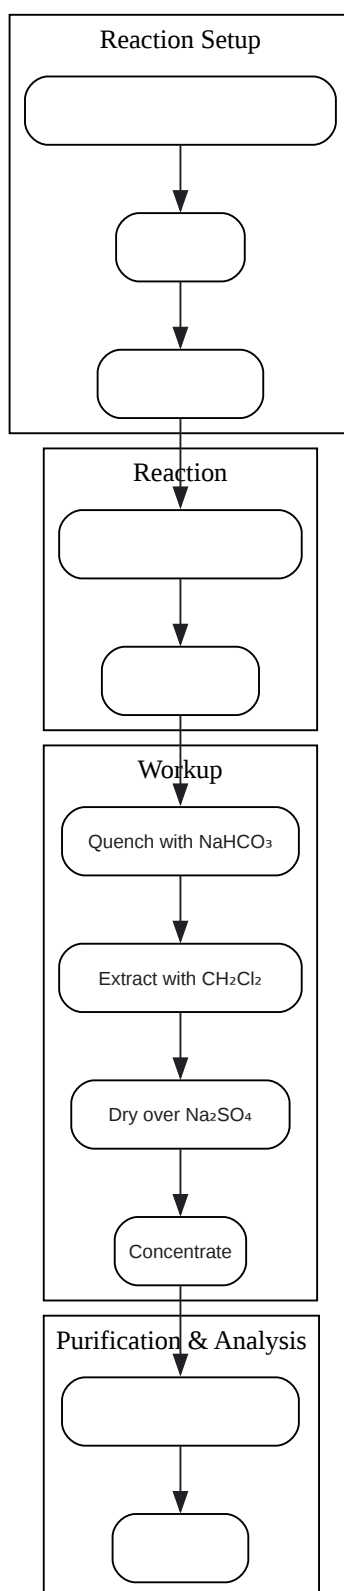 Reaction Setup
Reaction
Workup
Quench with NaHCO₃
Extract with CH₂Cl₂
Dry over Na₂SO₄
Concentrate
Purification & Analysis